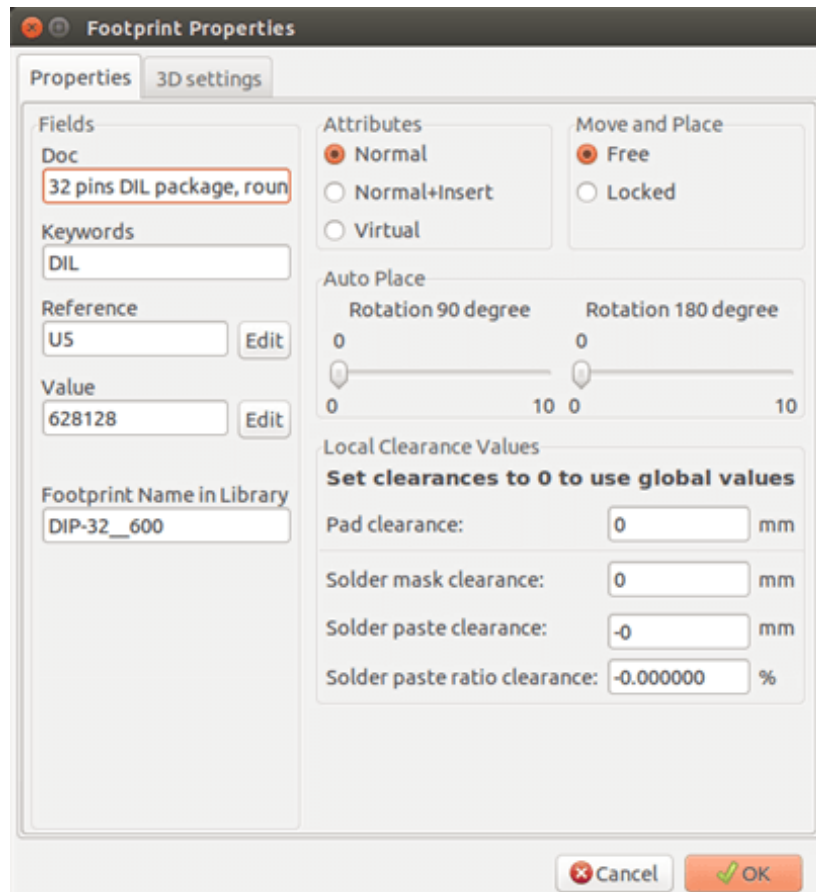 Footprint Properties
Properties
3D settings
Fields
Doc
32 pins DIL package, roun
Keywords
DIL
Reference
U5
Edit
Value
628128
Edit
Footprint Name in Library
DIP-32__600
Attributes
Normal
Normal+Insert
Virtual
Move and Place
Free
Locked
Auto Place
Rotation 90 degree
0
0
10
Rotation 180 degree
0
0
10
Local Clearance Values
Set clearances to 0 to use global values
Pad clearance:
0
mm
Solder mask clearance:
0
mm
Solder paste clearance:
-0
mm
Solder paste ratio clearance:
-0.000000
%
Cancel
OK